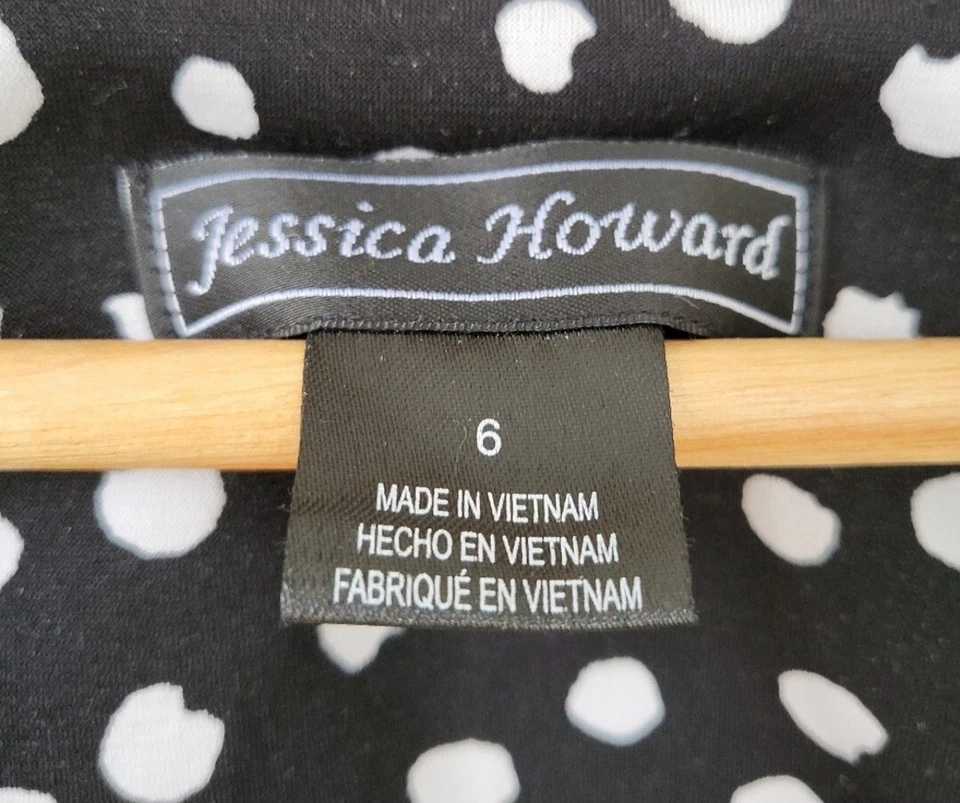 Jessica Howard
6
MADE IN VIETNAM
HECHO EN VIETNAM
FABRIQUÉ EN VIETNAM